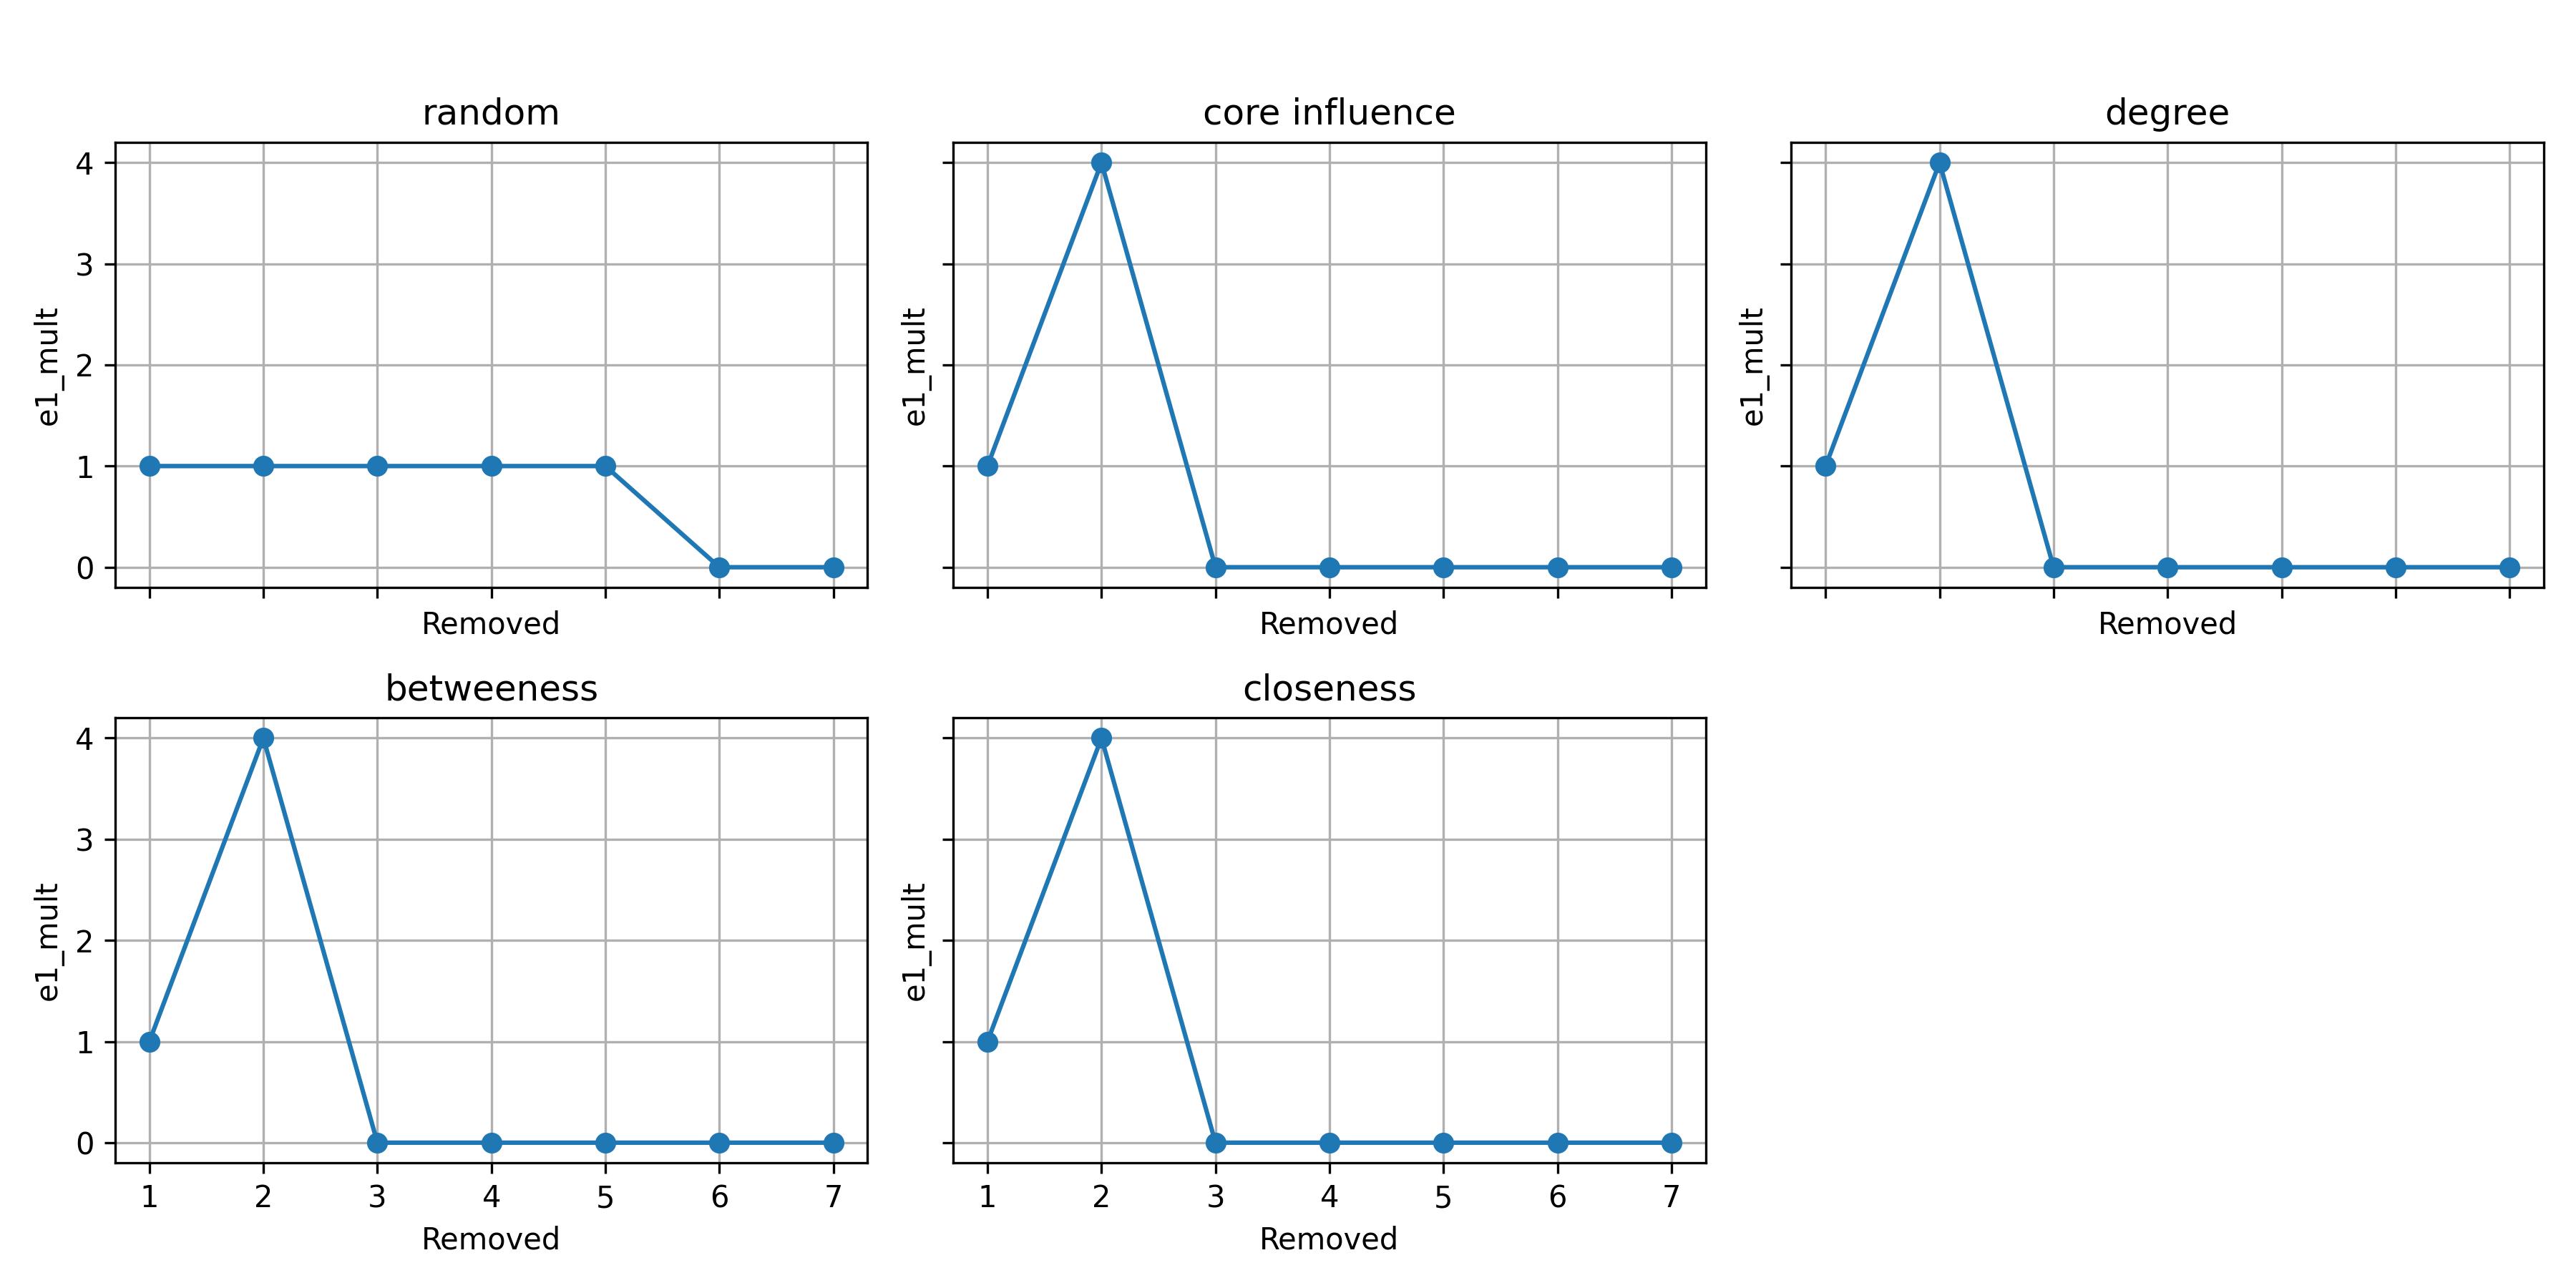 random
4
3
2
1
0
e1_mult
Removed
core influence
e1_mult
Removed
degree
e1_mult
Removed
betweeness
4
3
2
1
0
e1_mult
1 2 3 4 5 6 7
Removed
closeness
e1_mult
1 2 3 4 5 6 7
Removed